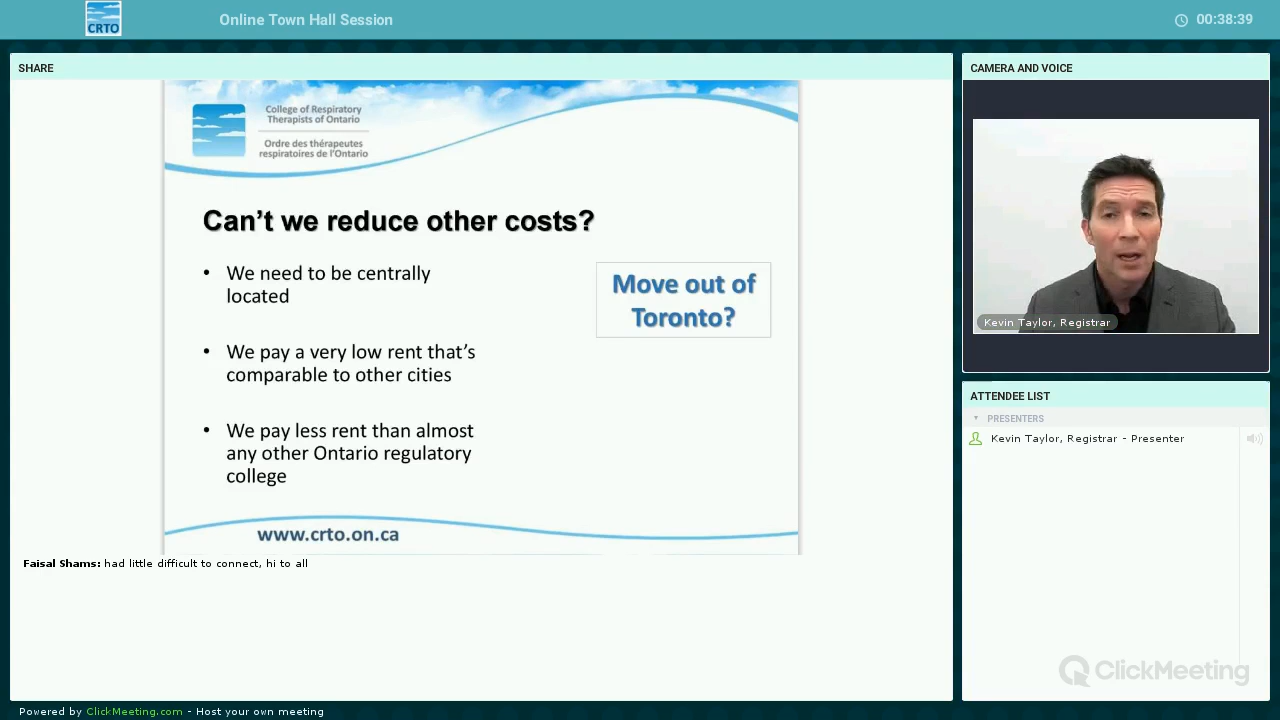 CRTO
Online Town Hall Session
00:38:39
SHARE
College of Respiratory
Therapists of Ontario
Ordre des thérapeutes
respiratoires de l'Ontario
Can't we reduce other costs?
• We need to be centrally
located
• We pay a very low rent that's
comparable to other cities
• We pay less rent than almost
any other Ontario regulatory
college
Move out of
Toronto?
www.crto.on.ca
Faisal Shams: had little difficult to connect, hi to all
CAMERA AND VOICE
Kevin Taylor, Registrar
ATTENDEE LIST
PRESENTERS
Kevin Taylor, Registrar - Presenter
ClickMeeting
Powered by ClickMeeting.com - Host your own meeting